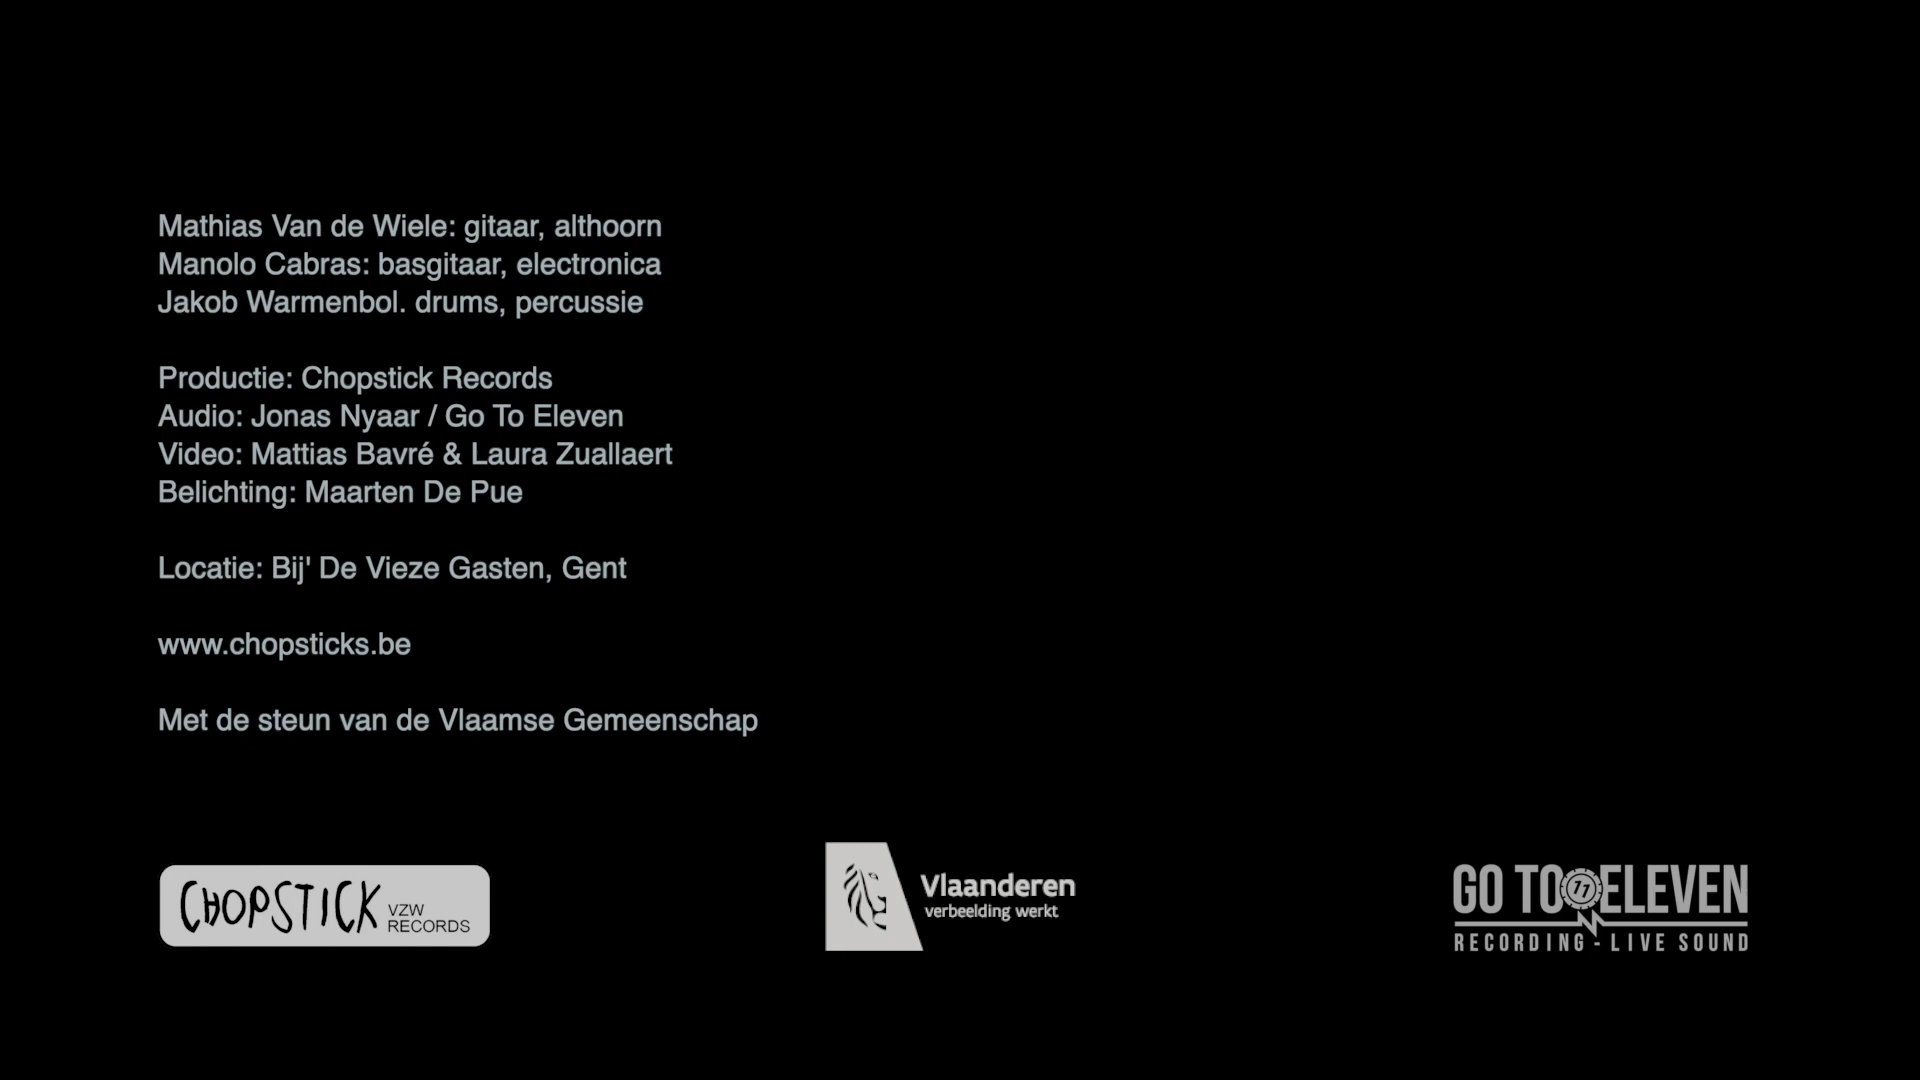 Mathias Van de Wiele: gitaar, althoorn
Manolo Cabras: basgitaar, electronica
Jakob Warmenbol. drums, percussie
Productie: Chopstick Records
Audio: Jonas Nyaar / Go To Eleven
Video: Mattias Bavré & Laura Zuallaert
Belichting: Maarten De Pue
Locatie: Bij' De Vieze Gasten, Gent
www.chopsticks.be
Met de steun van de Vlaamse Gemeenschap
CHOPSTICK VZW
RECORDS
Vlaanderen
verbeelding werkt
GO TO 11 ELEVEN
RECORDING - LIVE SOUND